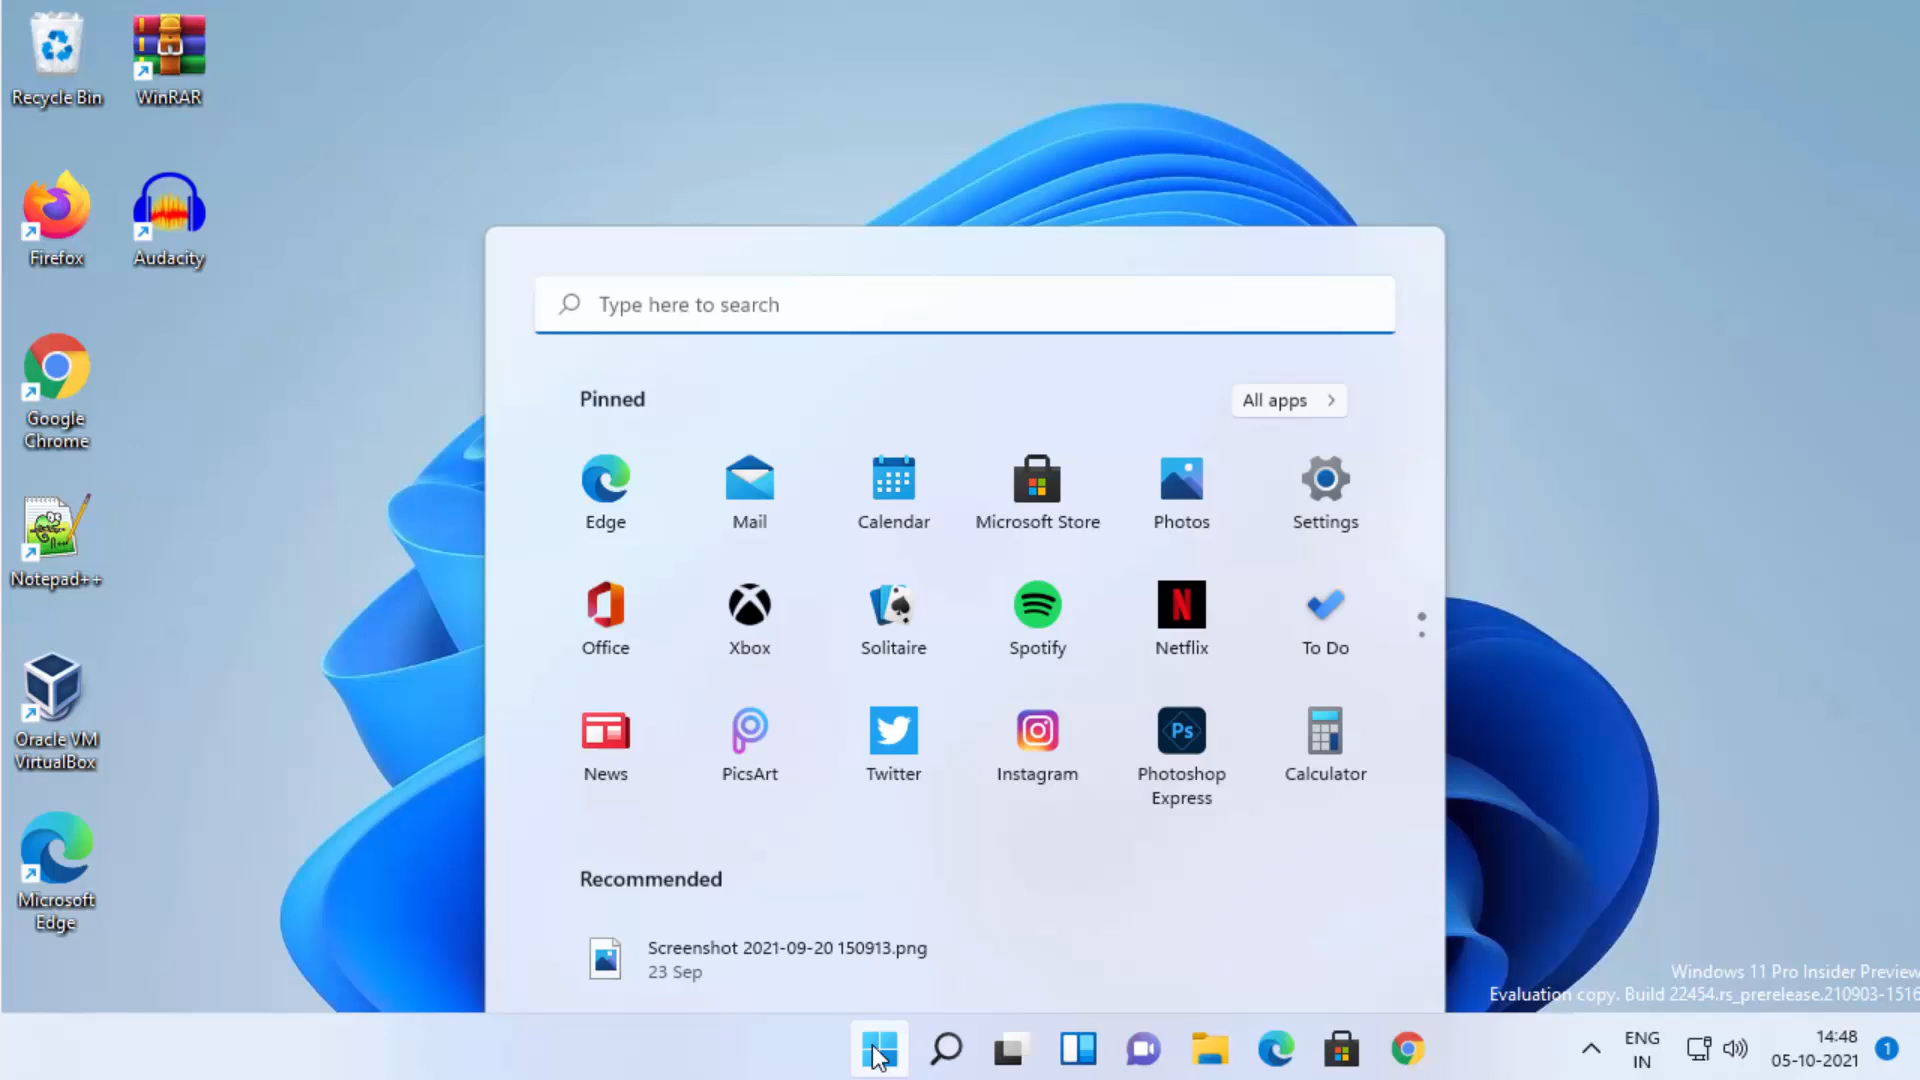 Recycle Bin
WinRAR
Firefox
Audacity
Google
Chrome
Notepad++
Oracle VM
VirtualBox
Microsoft
Edge
Type here to search
Pinned
All apps
Edge
Mail
Calendar
Microsoft Store
Photos
Settings
Office
Xbox
Solitaire
Spotify
Netflix
To Do
News
PicsArt
Twitter
Instagram
Ps
Photoshop
Express
Calculator
Recommended
Screenshot 2021-09-20 150913.png
23 Sep
Windows 11 Pro Insider Preview
Evaluation copy. Build 22454.rs_prerelease.210903-1516
ENG
IN
14:48
05-10-2021
1